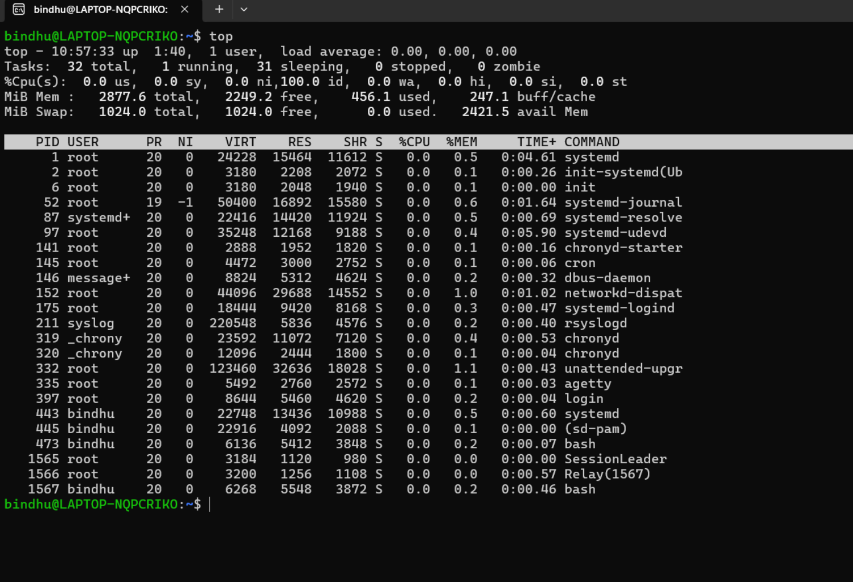 bindhu@LAPTOP-NQPCRIKO: × + ⌄
bindhu@LAPTOP-NQPCRIKO:~$ top
top - 10:57:33 up  1:40,  1 user,  load average: 0.00, 0.00, 0.00
Tasks:  32 total,   1 running,  31 sleeping,   0 stopped,   0 zombie
%Cpu(s):  0.0 us,  0.0 sy,  0.0 ni,100.0 id,  0.0 wa,  0.0 hi,  0.0 si,  0.0 st
MiB Mem :   2877.6 total,   2249.2 free,    456.1 used,    247.1 buff/cache
MiB Swap:   1024.0 total,   1024.0 free,      0.0 used.   2421.5 avail Mem
PID USER      PR  NI    VIRT    RES    SHR S  %CPU  %MEM     TIME+ COMMAND
1 root      20   0   24228  15464  11612 S   0.0   0.5   0:04.61 systemd
2 root      20   0    3180   2208   2072 S   0.0   0.1   0:00.26 init-systemd(Ub
6 root      20   0    3180   2048   1940 S   0.0   0.1   0:00.00 init
52 root      19  -1   50400  16892  15580 S   0.0   0.6   0:01.64 systemd-journal
87 systemd+  20   0   22416  14420  11924 S   0.0   0.5   0:00.69 systemd-resolve
97 root      20   0   35248  12168   9188 S   0.0   0.4   0:05.90 systemd-udevd
141 root      20   0    2888   1952   1820 S   0.0   0.1   0:00.16 chronyd-starter
145 root      20   0    4472   3000   2752 S   0.0   0.1   0:00.06 cron
146 message+  20   0    8824   5312   4624 S   0.0   0.2   0:00.32 dbus-daemon
152 root      20   0   44096  29688  14552 S   0.0   1.0   0:01.02 networkd-dispat
175 root      20   0   18444   9420   8168 S   0.0   0.3   0:00.47 systemd-logind
211 syslog    20   0  220548   5836   4576 S   0.0   0.2   0:00.40 rsyslogd
319 _chrony   20   0   23592  11072   7120 S   0.0   0.4   0:00.53 chronyd
320 _chrony   20   0   12096   2444   1800 S   0.0   0.1   0:00.04 chronyd
332 root      20   0  123460  32636  18028 S   0.0   1.1   0:00.43 unattended-upgr
335 root      20   0    5492   2760   2572 S   0.0   0.1   0:00.03 agetty
397 root      20   0    8644   5460   4620 S   0.0   0.2   0:00.04 login
443 bindhu    20   0   22748  13436  10988 S   0.0   0.5   0:00.60 systemd
445 bindhu    20   0   22916   4092   2088 S   0.0   0.1   0:00.00 (sd-pam)
473 bindhu    20   0    6136   5412   3848 S   0.0   0.2   0:00.07 bash
1565 root      20   0    3184   1120    980 S   0.0   0.0   0:00.00 SessionLeader
1566 root      20   0    3200   1256   1108 S   0.0   0.0   0:00.57 Relay(1567)
1567 bindhu    20   0    6268   5548   3872 S   0.0   0.2   0:00.46 bash
bindhu@LAPTOP-NQPCRIKO:~$